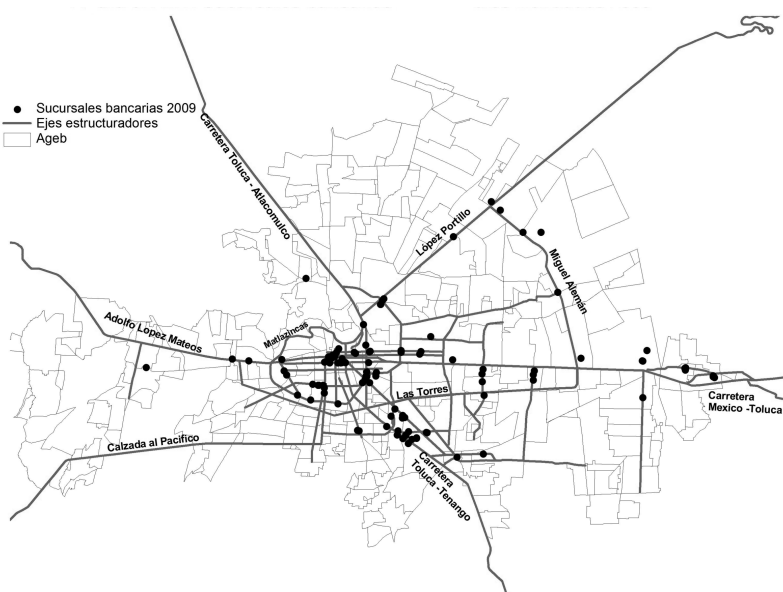 Sucursales bancarias 2009
Ejes estructuradores
Ageb
Carretera Toluca - Atlacomulco
López Portillo
Miguel Alemán
Adolfo Lopez Mateos
Matlazincas
Las Torres
Carretera
Mexico -Toluca
Calzada al Pacifico
Carretera
Toluca -Tenango